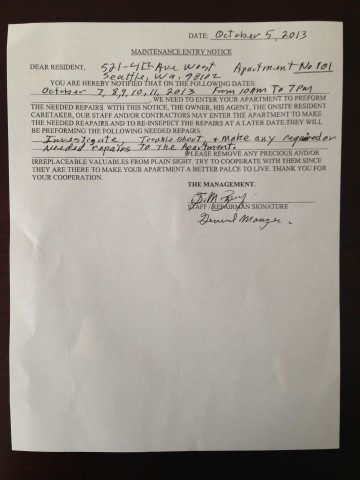 DATE: October 5, 2013
MAINTENANCE ENTRY NOTICE
DEAR RESIDENT, 521-4th Ave West Apartment No 101
Seattle, Wa. 98102
YOU ARE HEREBY NOTIFIED THAT ON THE FOLLOWING DATES:
October 7, 8, 9, 10, 11, 2013 From 10am To 7pm
, WE NEED TO ENTER YOUR APARTMENT TO PREFORM
THE NEEDED REPAIRS. WITH THIS NOTICE, THE OWNER, HIS AGENT, THE ONSITE RESIDENT
CARETAKER, OUR STAFF AND/OR CONTRACTORS MAY ENTER THE APARTMENT TO MAKE
THE NEEDED REPAIRS AND TO RE-INSPECT THE REPAIRS AT A LATER DATE.THEY WILL
BE PREFORMING THE FOLLOWING NEEDED REPAIRS:
Investigate Trouble shoot, + Make any required or
Needed repairs to the Apartment.
PLEASE REMOVE ANY PRECIOUS AND/OR
IRREPLACEABLE VALUABLES FROM PLAIN SIGHT. TRY TO COOPERATE WITH THEM SINCE
THEY ARE THERE TO MAKE YOUR APARTMENT A BETTER PALCE TO LIVE. THANK YOU FOR
YOUR COOPERATION.
THE MANAGEMENT.
STAFF / REPAIRMAN SIGNATURE
General Manager.